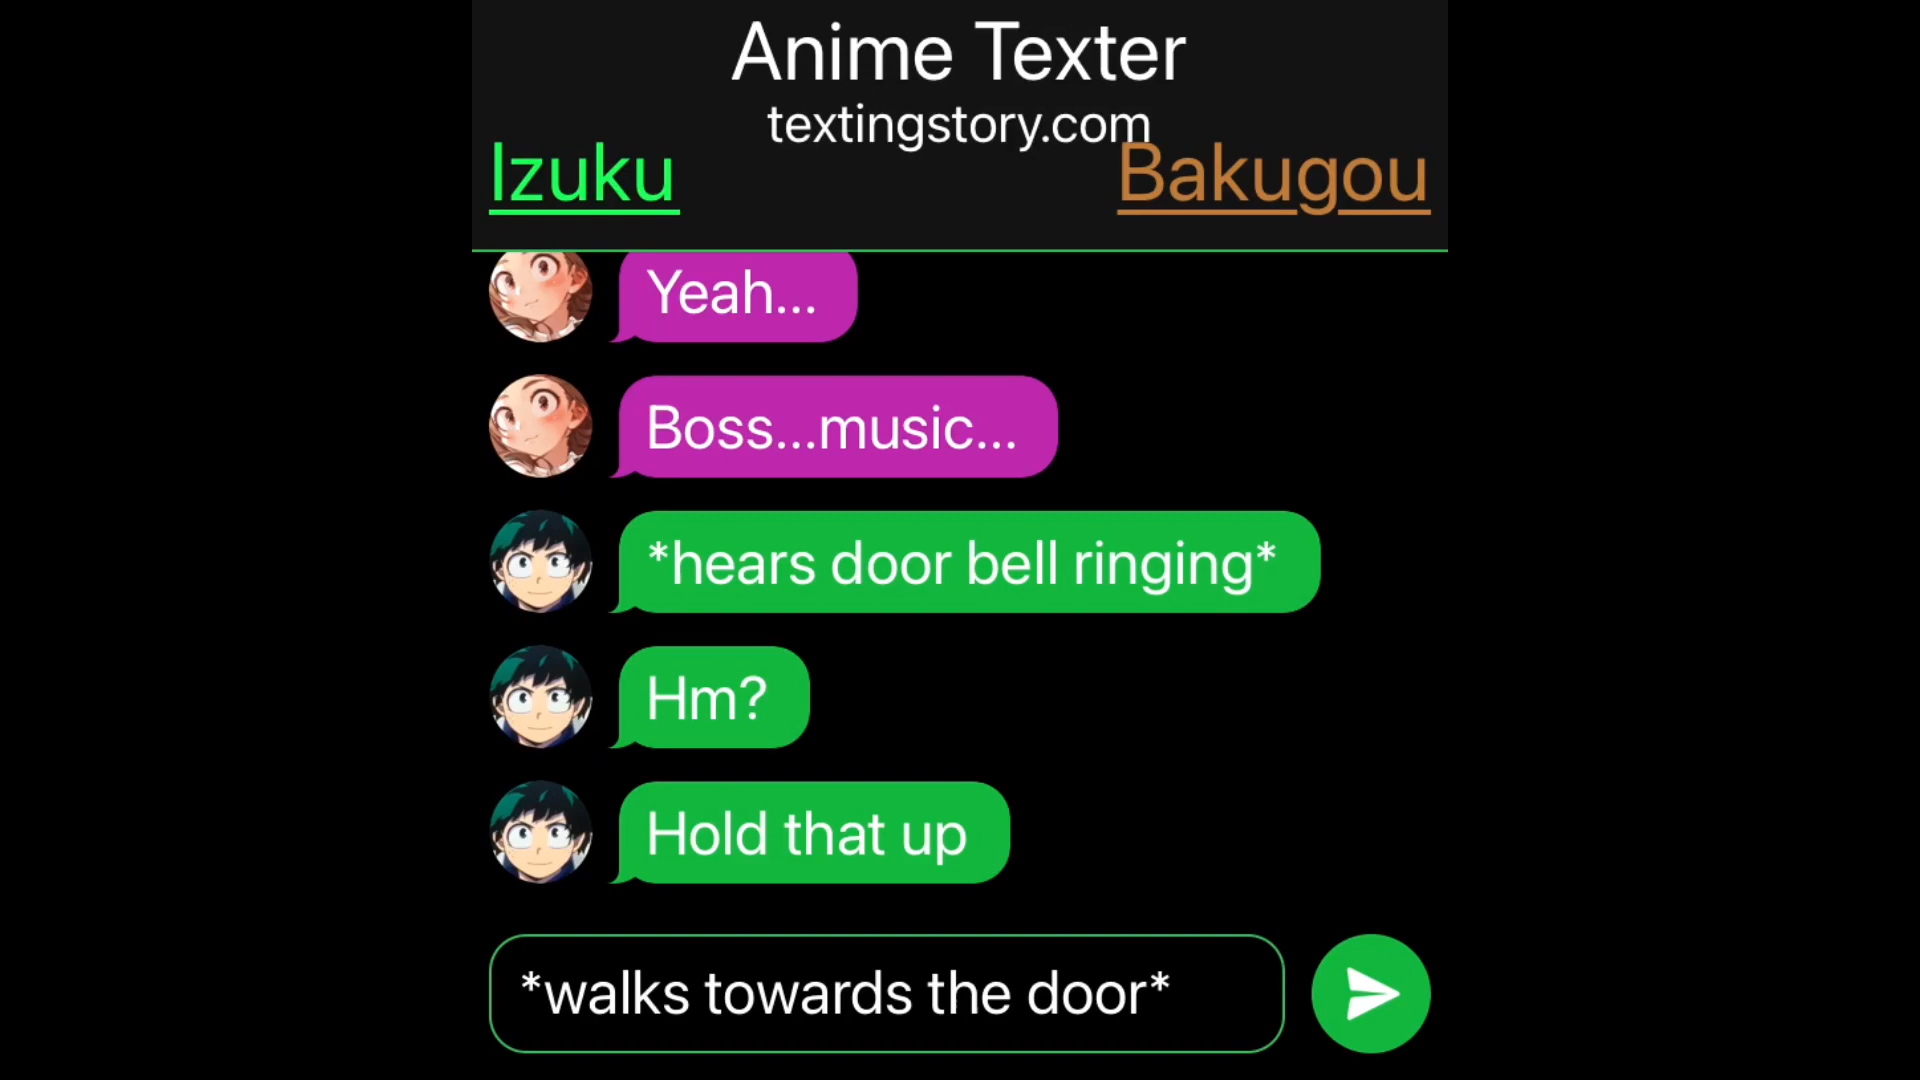 Anime Texter
textingstory.com
Izuku
Bakugou
Yeah...
Boss...music...
*hears door bell ringing*
Hm?
Hold that up
*walks towards the door*